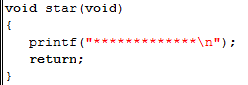 void star(void)
{
printf("*************\n");
return;
}